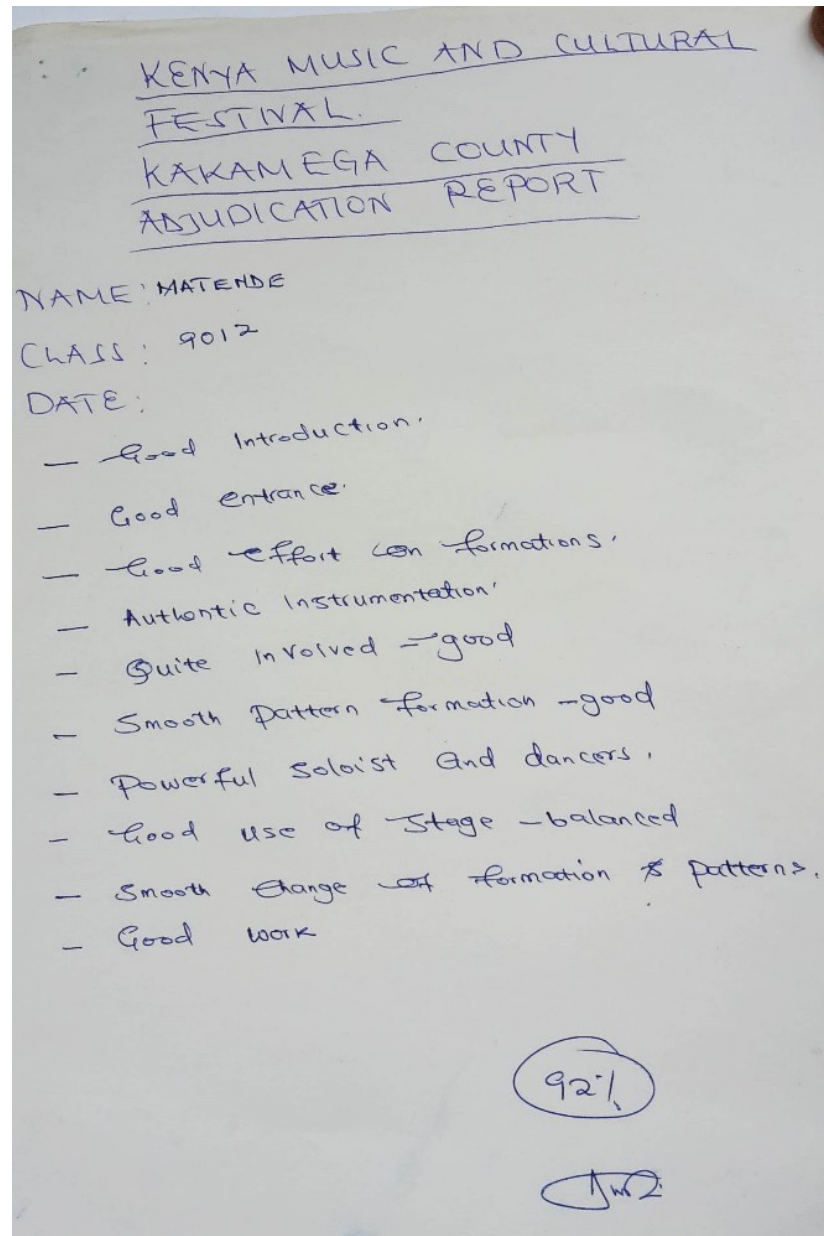 KENYA MUSIC AND CULTURAL
FESTIVAL.
KAKAMEGA COUNTY
ADJUDICATION REPORT
NAME: MATENDE
CLASS: 9012
DATE:
— Good Introduction.
— Good entrance.
— Good effort on formations.
— Authentic Instrumentation.
— Quite involved – good
— Smooth pattern formation – good
— Powerful soloist and dancers.
— Good use of stage – balanced
— Smooth change of formation & patterns.
— Good work
92%